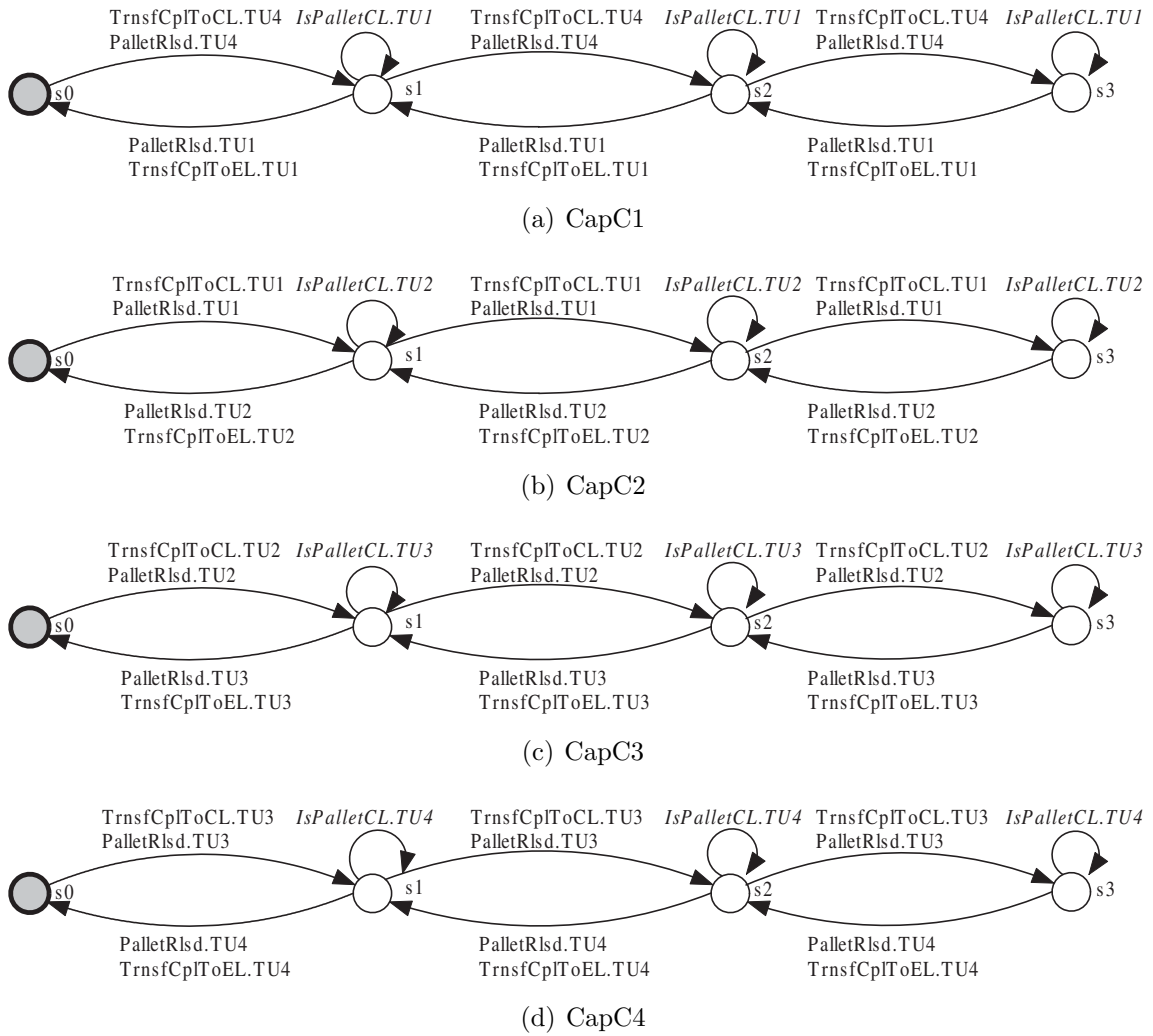 TrnsfCplToCL.TU4 IsPalletCL.TU1 TrnsfCplToCL.TU4 IsPalletCL.TU1 TrnsfCplToCL.TU4 IsPalletCL.TU1
PalletRlsd.TU4 PalletRlsd.TU4 PalletRlsd.TU4
s0 s1 s2 s3
PalletRlsd.TU1 PalletRlsd.TU1 PalletRlsd.TU1
TrnsfCplToEL.TU1 TrnsfCplToEL.TU1 TrnsfCplToEL.TU1
(a) CapC1
TrnsfCplToCL.TU1 IsPalletCL.TU2 TrnsfCplToCL.TU1 IsPalletCL.TU2 TrnsfCplToCL.TU1 IsPalletCL.TU2
PalletRlsd.TU1 PalletRlsd.TU1 PalletRlsd.TU1
s0 s1 s2 s3
PalletRlsd.TU2 PalletRlsd.TU2 PalletRlsd.TU2
TrnsfCplToEL.TU2 TrnsfCplToEL.TU2 TrnsfCplToEL.TU2
(b) CapC2
TrnsfCplToCL.TU2 IsPalletCL.TU3 TrnsfCplToCL.TU2 IsPalletCL.TU3 TrnsfCplToCL.TU2 IsPalletCL.TU3
PalletRlsd.TU2 PalletRlsd.TU2 PalletRlsd.TU2
s0 s1 s2 s3
PalletRlsd.TU3 PalletRlsd.TU3 PalletRlsd.TU3
TrnsfCplToEL.TU3 TrnsfCplToEL.TU3 TrnsfCplToEL.TU3
(c) CapC3
TrnsfCplToCL.TU3 IsPalletCL.TU4 TrnsfCplToCL.TU3 IsPalletCL.TU4 TrnsfCplToCL.TU3 IsPalletCL.TU4
PalletRlsd.TU3 PalletRlsd.TU3 PalletRlsd.TU3
s0 s1 s2 s3
PalletRlsd.TU4 PalletRlsd.TU4 PalletRlsd.TU4
TrnsfCplToEL.TU4 TrnsfCplToEL.TU4 TrnsfCplToEL.TU4
(d) CapC4